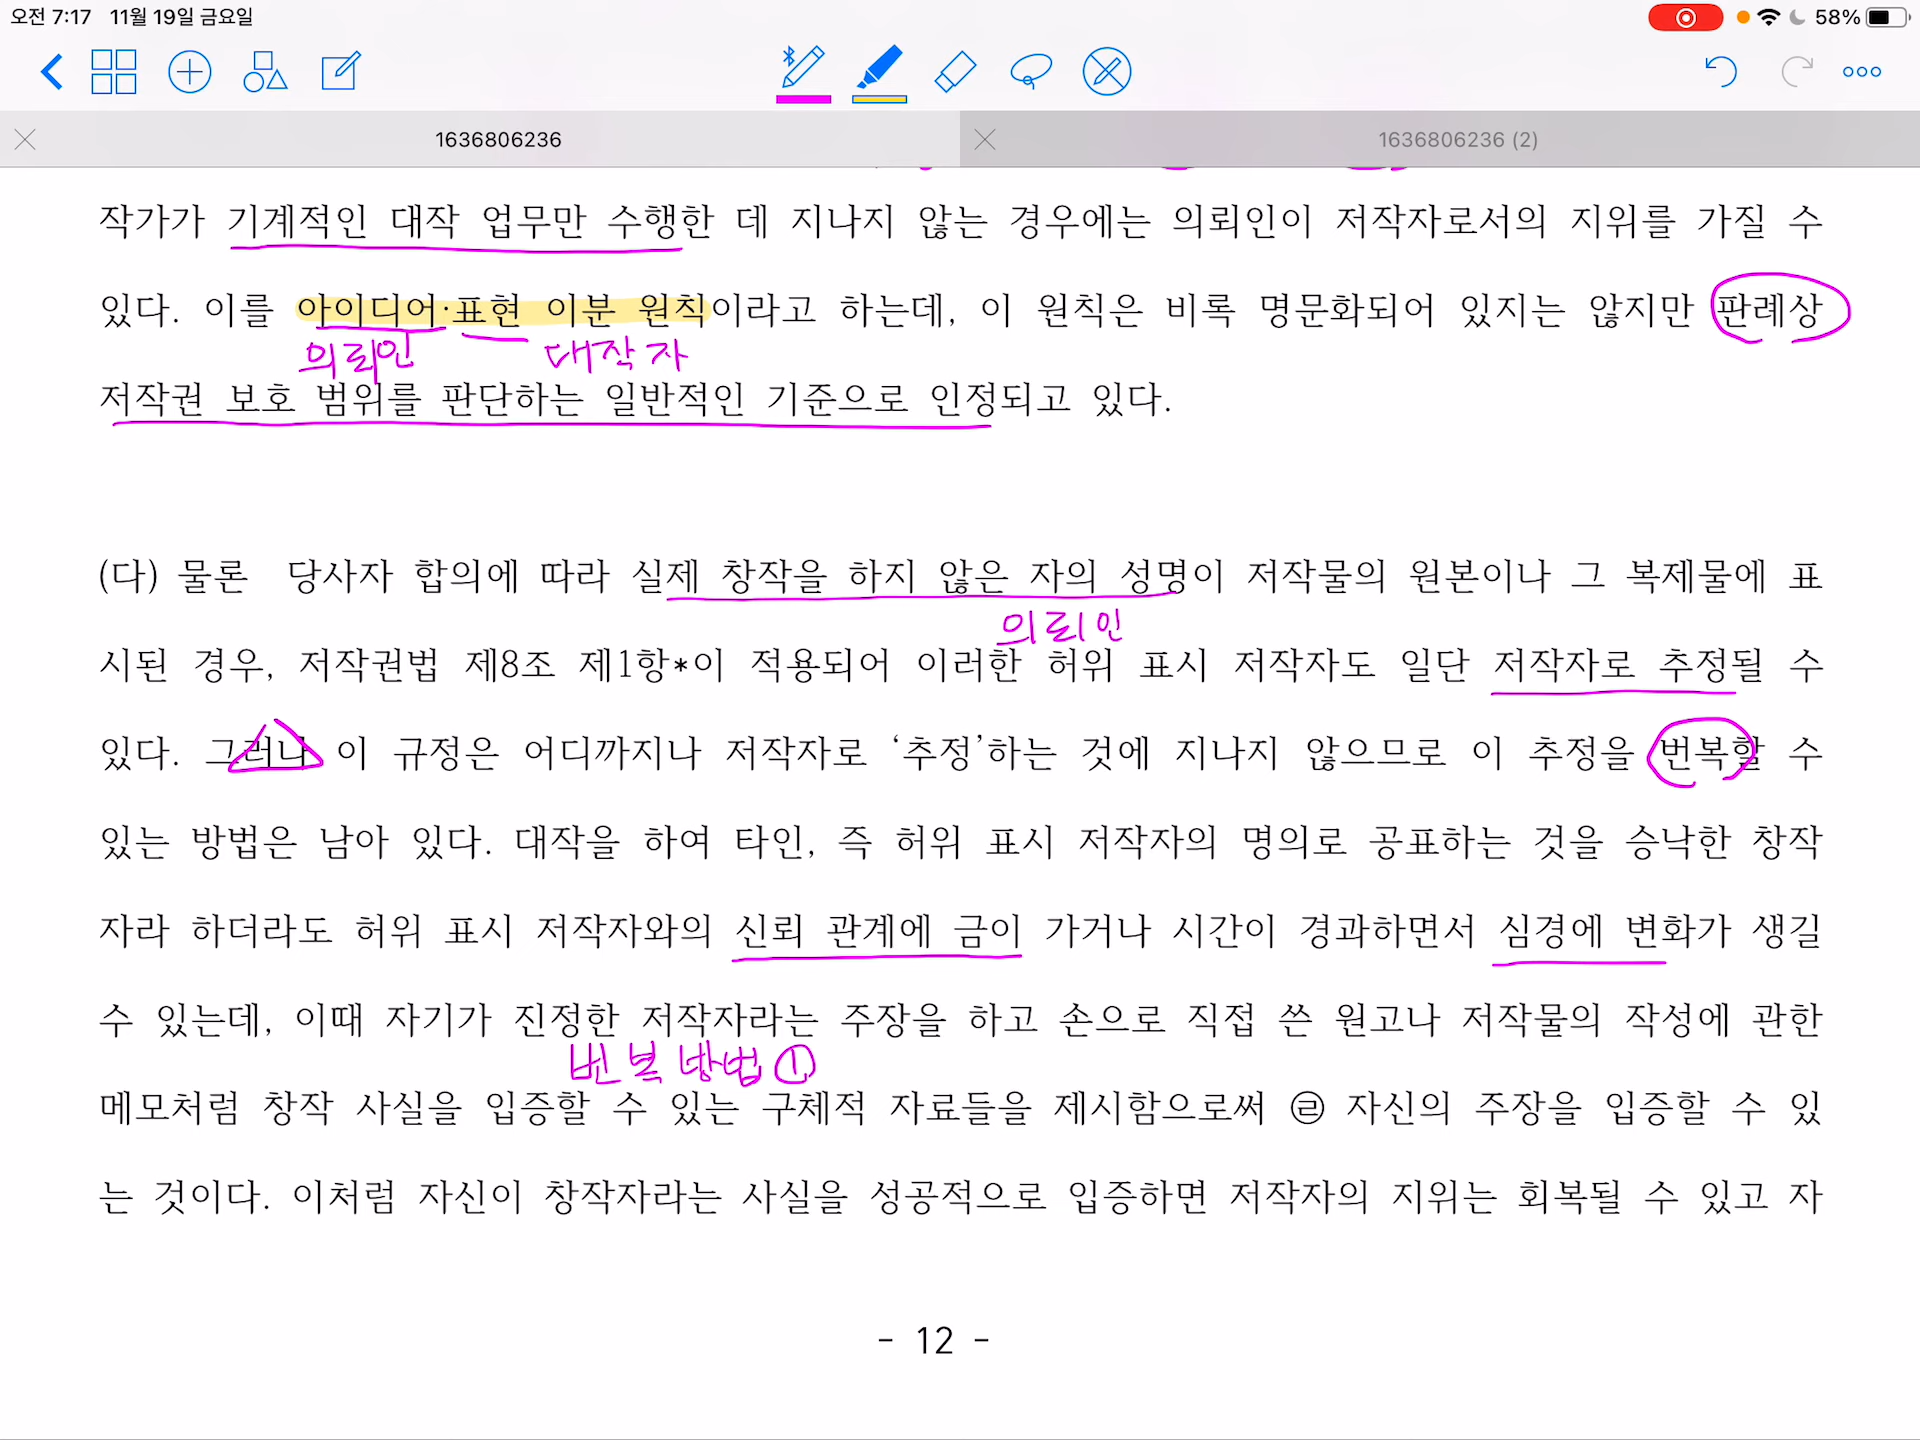 오전 7:17 11월 19일 금요일 58%
1636806236 1636806236 (2)
작가가 기계적인 대작 업무만 수행한 데 지나지 않는 경우에는 의뢰인이 저작자로서의 지위를 가질 수
있다. 이를 아이디어·표현 이분 원칙이라고 하는데, 이 원칙은 비록 명문화되어 있지는 않지만 판례상
의뢰인 대작자
저작권 보호 범위를 판단하는 일반적인 기준으로 인정되고 있다.
(다) 물론 당사자 합의에 따라 실제 창작을 하지 않은 자의 성명이 저작물의 원본이나 그 복제물에 표
의뢰인
시된 경우, 저작권법 제8조 제1항*이 적용되어 이러한 허위 표시 저작자도 일단 저작자로 추정될 수
있다. 그러나 이 규정은 어디까지나 저작자로 ‘추정’하는 것에 지나지 않으므로 이 추정을 번복할 수
있는 방법은 남아 있다. 대작을 하여 타인, 즉 허위 표시 저작자의 명의로 공표하는 것을 승낙한 창작
자라 하더라도 허위 표시 저작자와의 신뢰 관계에 금이 가거나 시간이 경과하면서 심경에 변화가 생길
수 있는데, 이때 자기가 진정한 저작자라는 주장을 하고 손으로 직접 쓴 원고나 저작물의 작성에 관한
번복 방법 ①
메모처럼 창작 사실을 입증할 수 있는 구체적 자료들을 제시함으로써 ㉣ 자신의 주장을 입증할 수 있
는 것이다. 이처럼 자신이 창작자라는 사실을 성공적으로 입증하면 저작자의 지위는 회복될 수 있고 자
- 12 -